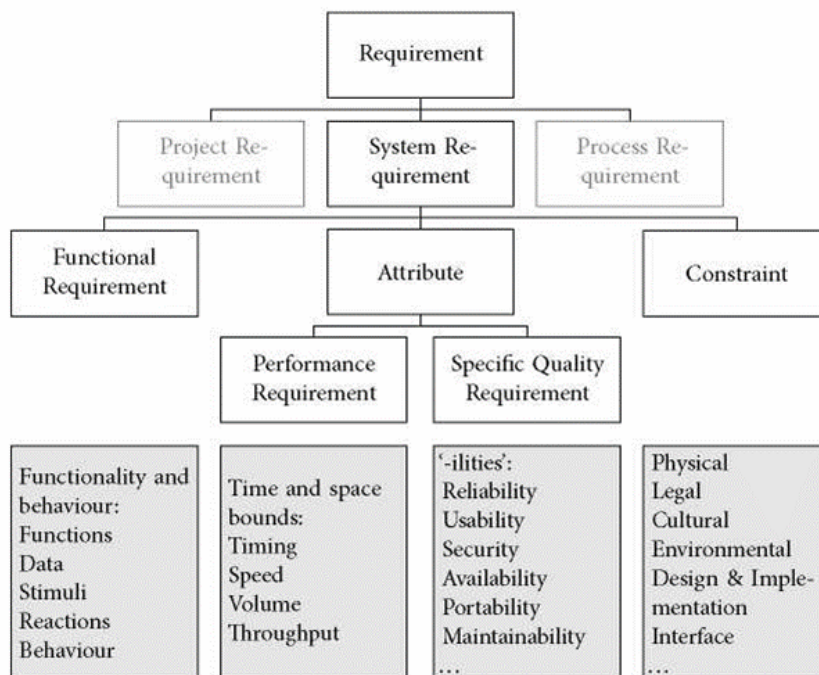 Requirement
Project Re-
quirement
System Re-
quirement
Process Re-
quirement
Functional
Requirement
Attribute
Constraint
Performance
Requirement
Specific Quality
Requirement
Functionality and
behaviour:
Functions
Data
Stimuli
Reactions
Behaviour
Time and space
bounds:
Timing
Speed
Volume
Throughput
‘-ilities’:
Reliability
Usability
Security
Availability
Portability
Maintainability
…
Physical
Legal
Cultural
Environmental
Design & Imple-
mentation
Interface
…